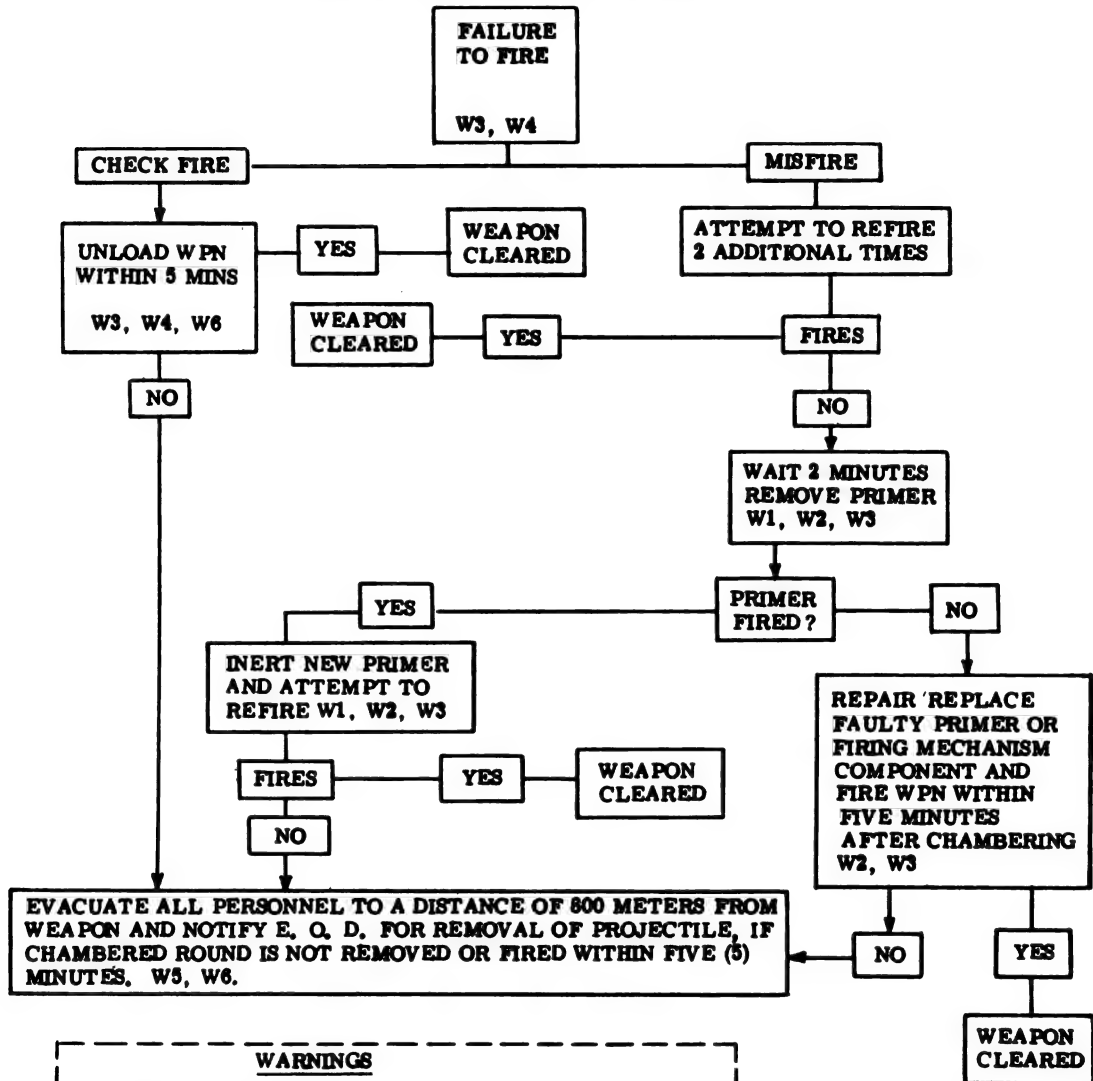 FAILURE
TO FIRE
W3, W4
CHECK FIRE
MISFIRE
UNLOAD WPN
WITHIN 5 MINS
W3, W4, W6
YES
WEAPON
CLEARED
ATTEMPT TO REFIRE
2 ADDITIONAL TIMES
WEAPON
CLEARED
YES
FIRES
NO
NO
WAIT 2 MINUTES
REMOVE PRIMER
W1, W2, W3
YES
PRIMER
FIRED?
NO
INERT NEW PRIMER
AND ATTEMPT TO
REFIRE W1, W2, W3
REPAIR 'REPLACE
FAULTY PRIMER OR
FIRING MECHANISM
COMPONENT AND
FIRE WPN WITHIN
FIVE MINUTES
AFTER CHAMBERING
W2, W3
FIRES
YES
WEAPON
CLEARED
NO
EVACUATE ALL PERSONNEL TO A DISTANCE OF 800 METERS FROM
WEAPON AND NOTIFY E. O. D. FOR REMOVAL OF PROJECTILE, IF
CHAMBERED ROUND IS NOT REMOVED OR FIRED WITHIN FIVE (5)
MINUTES. W5, W6.
NO
YES
WEAPON
CLEARED
WARNINGS